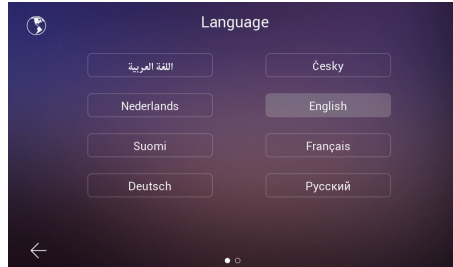 Language
اللغة العربية
Česky
Nederlands
English
Suomi
Français
Deutsch
Русский